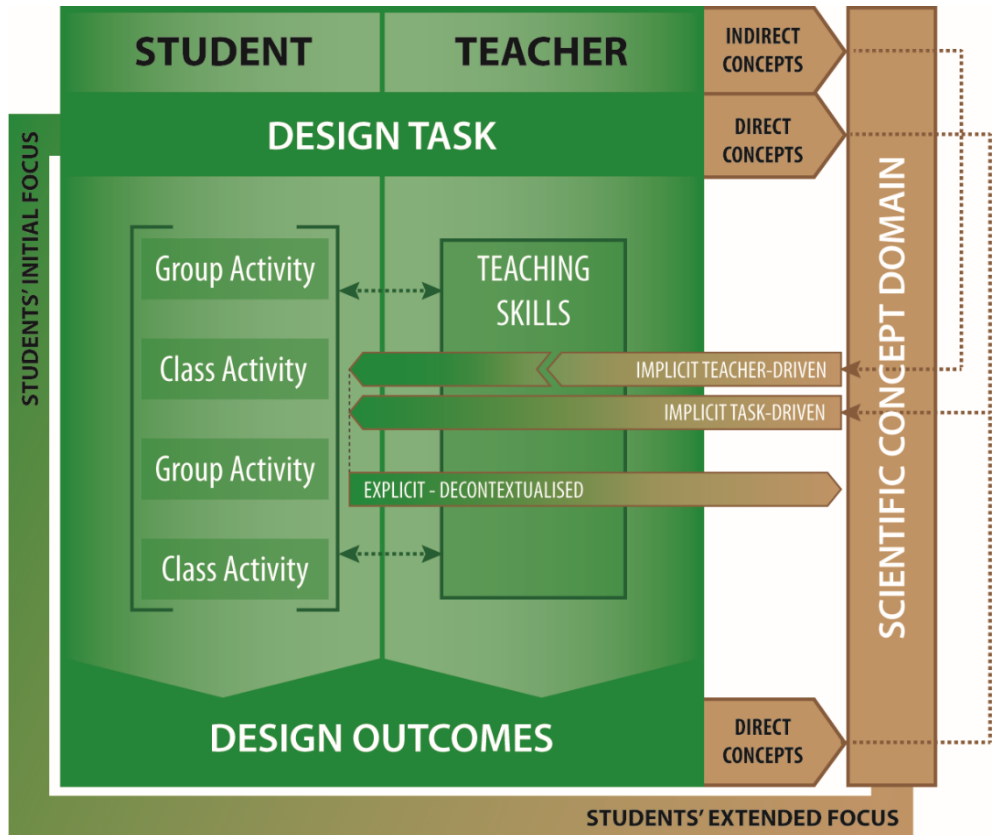 STUDENT
TEACHER
INDIRECT
CONCEPTS
DESIGN TASK
DIRECT
CONCEPTS
STUDENTS’ INITIAL FOCUS
Group Activity
Class Activity
Group Activity
Class Activity
TEACHING
SKILLS
IMPLICIT TEACHER-DRIVEN
IMPLICIT TASK-DRIVEN
EXPLICIT - DECONTEXTUALISED
SCIENTIFIC CONCEPT DOMAIN
DESIGN OUTCOMES
DIRECT
CONCEPTS
STUDENTS’ EXTENDED FOCUS